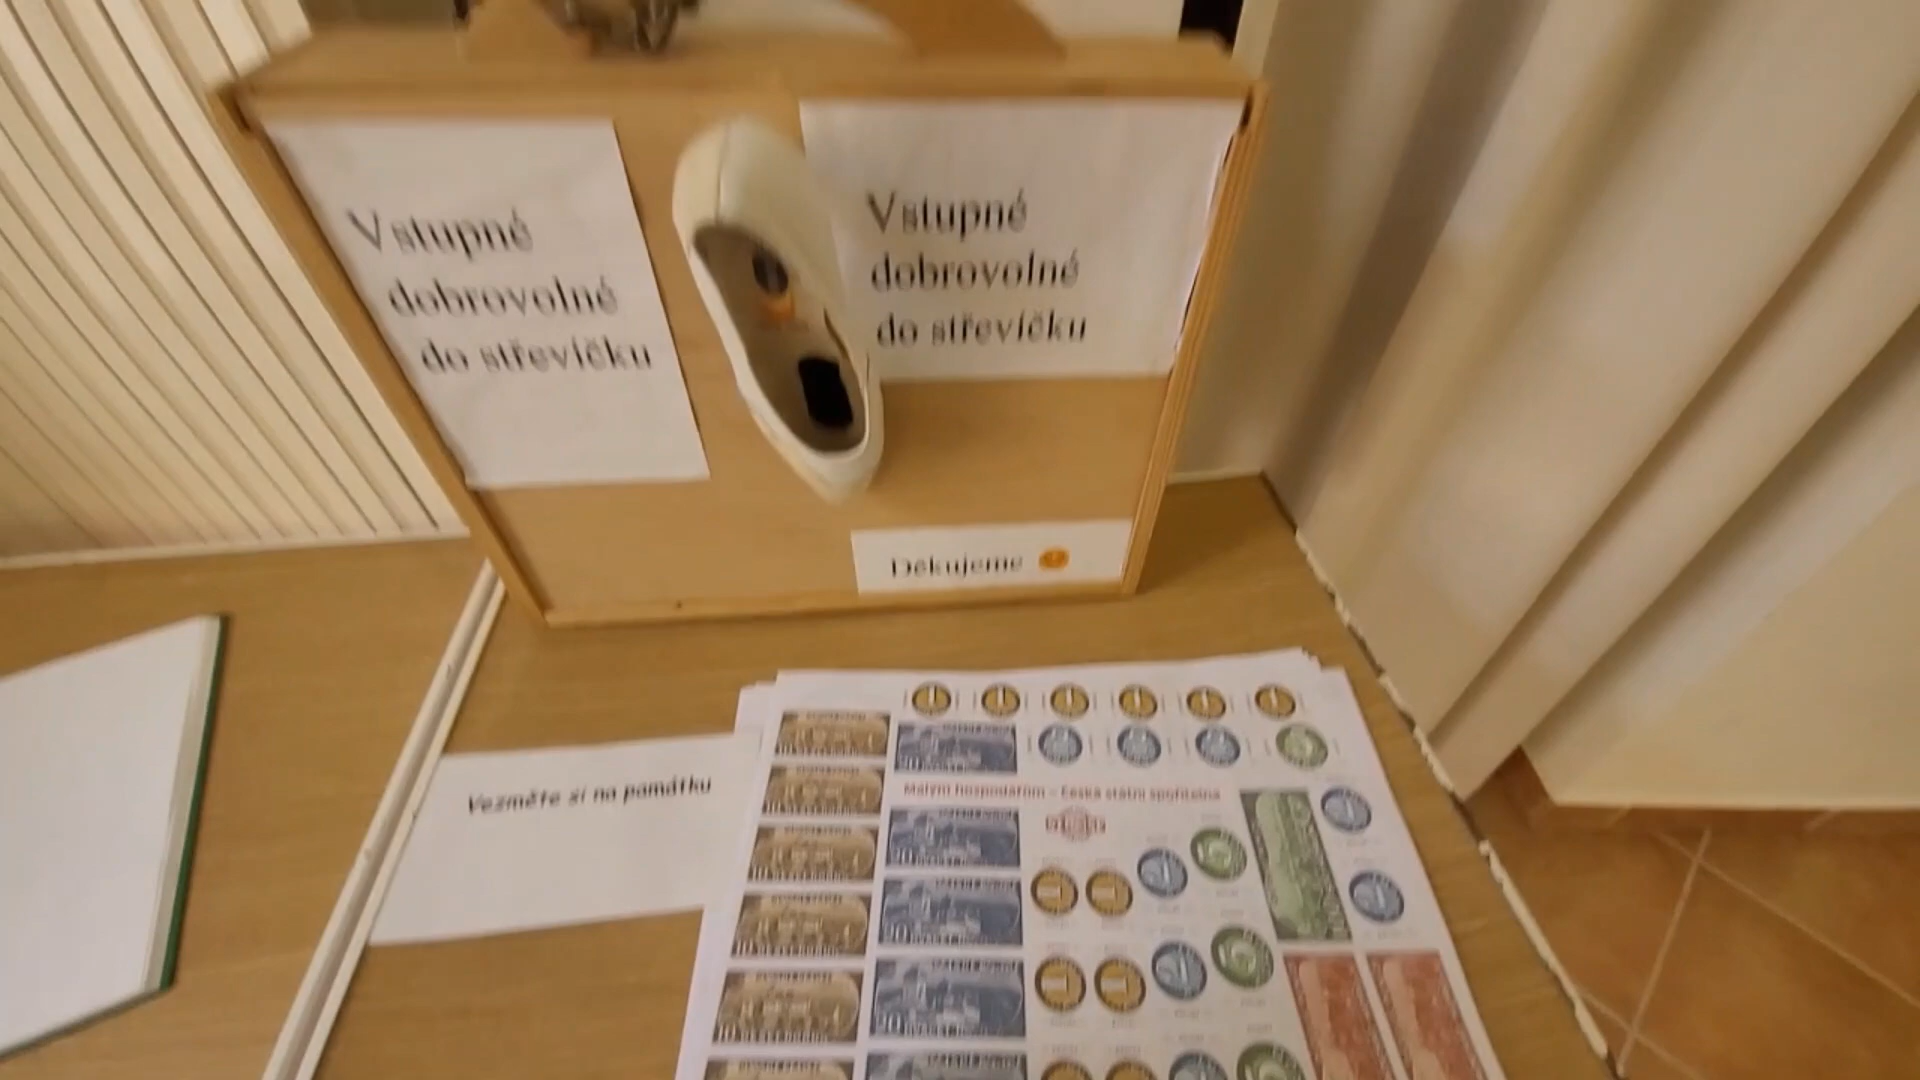 Vstupné
dobrovolné
do střevíčku
Vstupné
dobrovolné
do střevíčku
Děkujeme
Vezměte si na památku
Malým hospodářům – Česká státní spořitelna